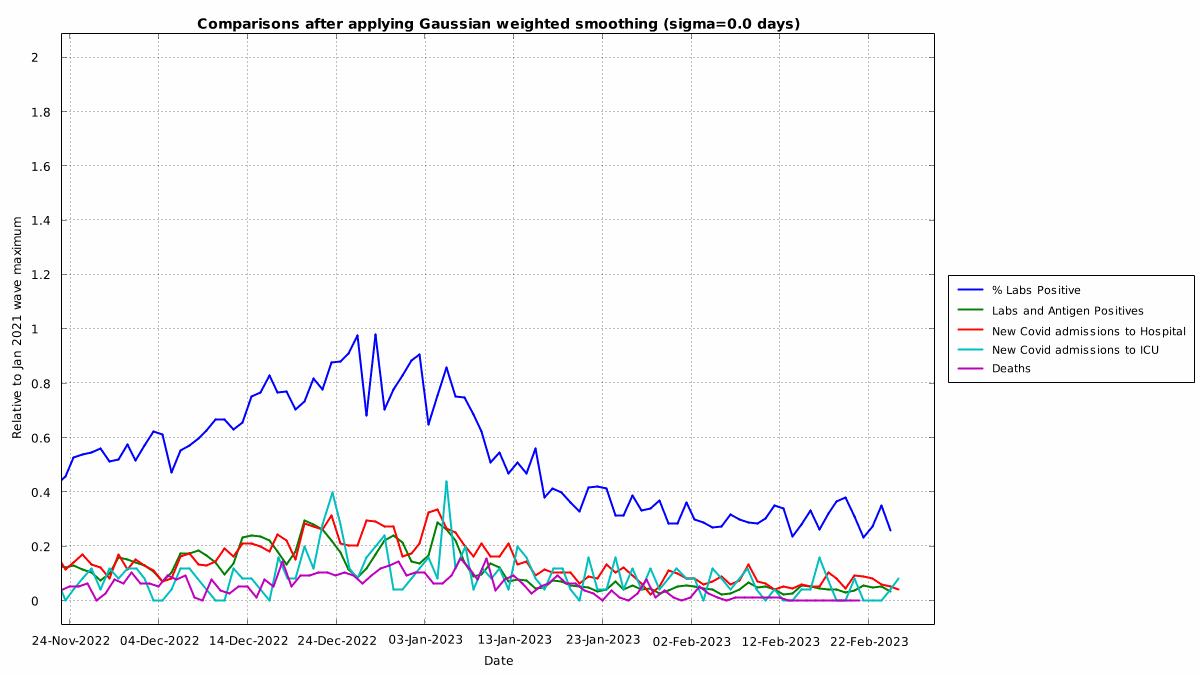 Comparisons after applying Gaussian weighted smoothing (sigma=0.0 days)
Relative to Jan 2021 wave maximum
2
1.8
1.6
1.4
1.2
1
0.8
0.6
0.4
0.2
0
24-Nov-2022 04-Dec-2022 14-Dec-2022 24-Dec-2022 03-Jan-2023 13-Jan-2023 23-Jan-2023 02-Feb-2023 12-Feb-2023 22-Feb-2023
Date
% Labs Positive
Labs and Antigen Positives
New Covid admissions to Hospital
New Covid admissions to ICU
Deaths